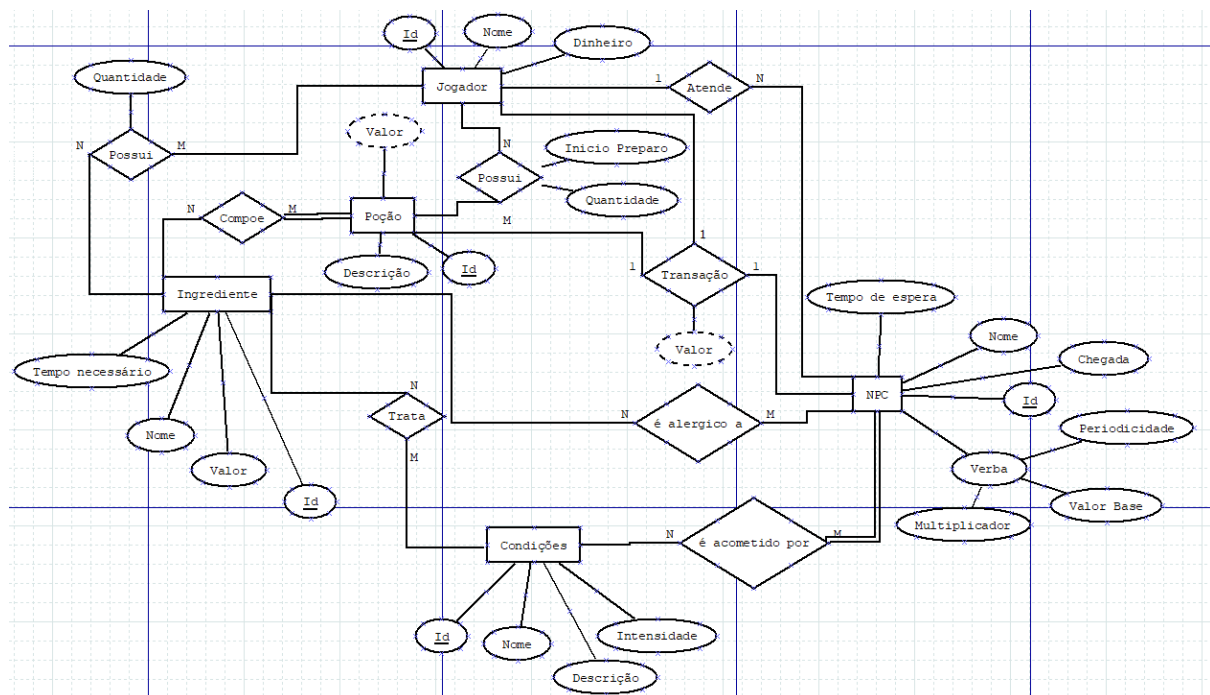 Id
Nome
Dinheiro
Quantidade
Jogador
1
Atende
N
Valor
N
Possui
M
N
Possui
Inicio Preparo
Quantidade
N
Compoe
M
Poção
M
1
Descrição
Id
1
Transação
1
Ingrediente
Tempo de espera
Valor
Nome
Chegada
Tempo necessário
N
Trata
M
N
é alergico a
M
NPC
Id
Nome
Valor
Id
Periodicidade
Verba
Multiplicador
Valor Base
Condições
N
é acometido por
M
Id
Nome
Descrição
Intensidade